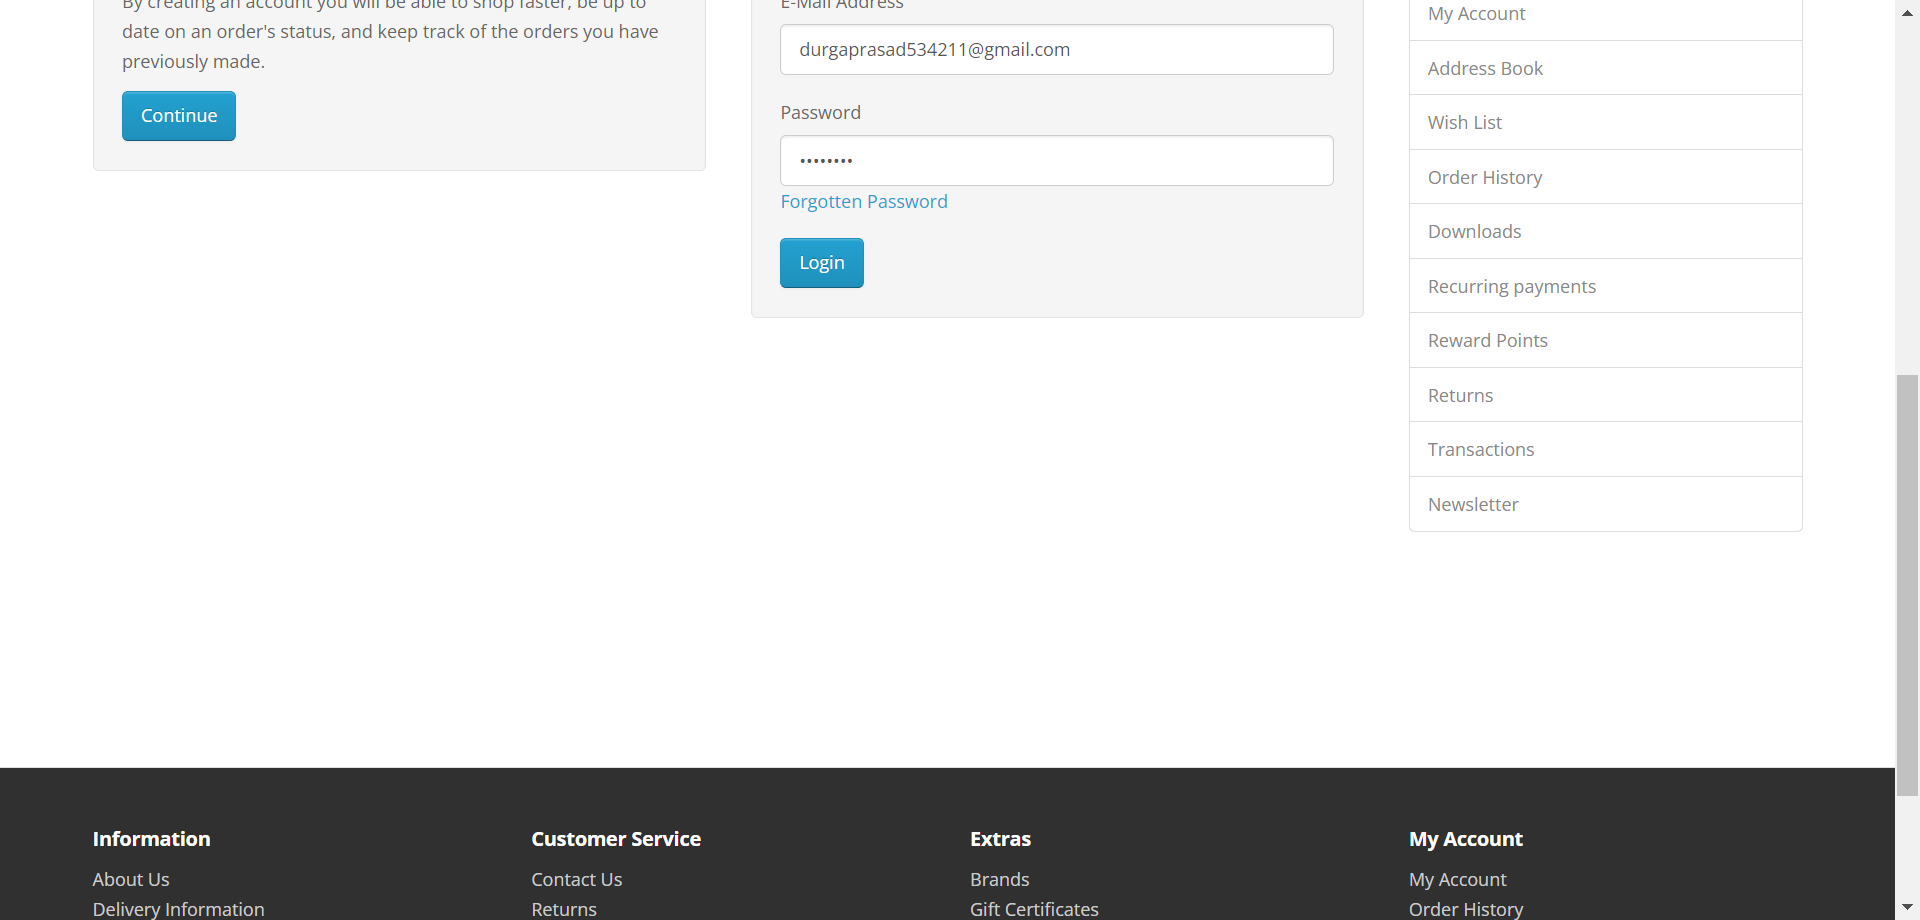 By creating an account you will be able to shop faster, be up to
date on an order's status, and keep track of the orders you have
previously made.
Continue
E-Mail Address
durgaprasad534211@gmail.com
Password
••••••••
Forgotten Password
Login
My Account
Address Book
Wish List
Order History
Downloads
Recurring payments
Reward Points
Returns
Transactions
Newsletter
Information
About Us
Delivery Information
Customer Service
Contact Us
Returns
Extras
Brands
Gift Certificates
My Account
My Account
Order History